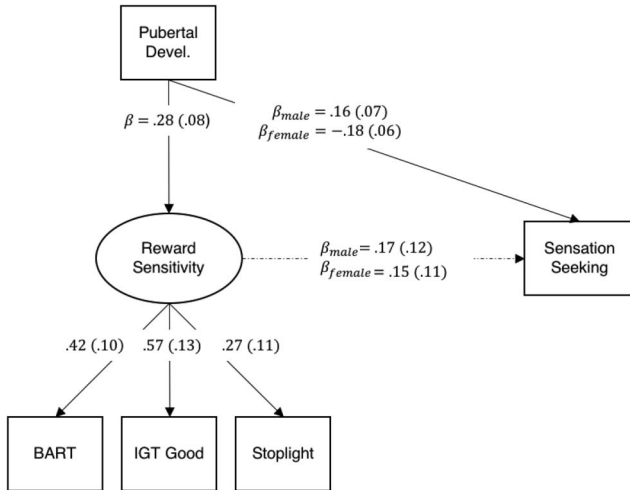 Pubertal
Devel.
β = .28 (.08)
β_male = .16 (.07)
β_female = −.18 (.06)
Reward
Sensitivity
β_male = .17 (.12)
β_female = .15 (.11)
Sensation
Seeking
.42 (.10) .57 (.13) .27 (.11)
BART IGT Good Stoplight